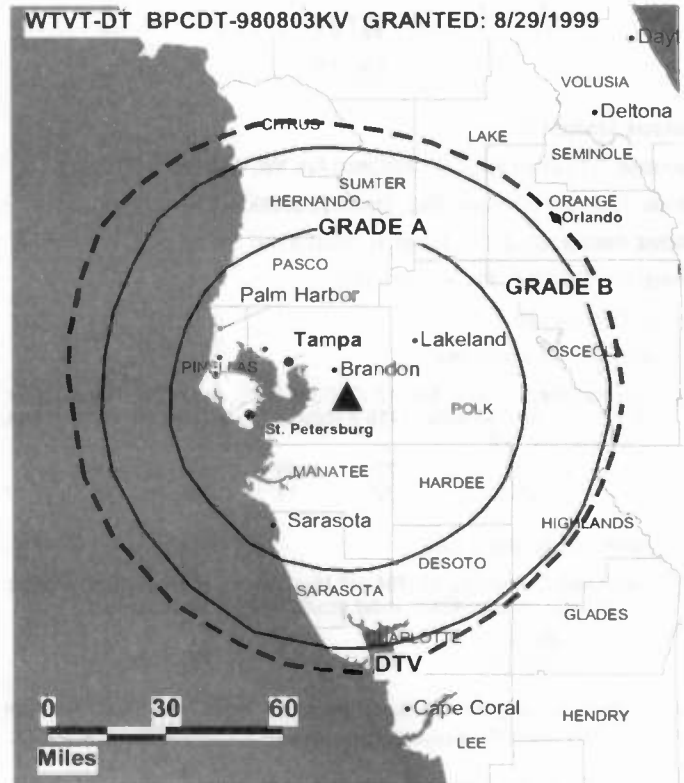 WTVT-DT BPCDT-980803KV GRANTED: 8/29/1999
VOLUSIA
Deltona
CITRUS
LAKE
SEMINOLE
SUMTER
HERNANDO
ORANGE
Orlando
GRADE A
PASCO
GRADE B
Palm Harbor
Tampa
Lakeland
OSCEOLA
PINELLAS
Brandon
POLK
St. Petersburg
MANATEE
HARDEE
Sarasota
HIGHLANDS
DESOTO
SARASOTA
GLADES
CHARLOTTE
DTV
0 30 60
Miles
Cape Coral
HENDRY
LEE